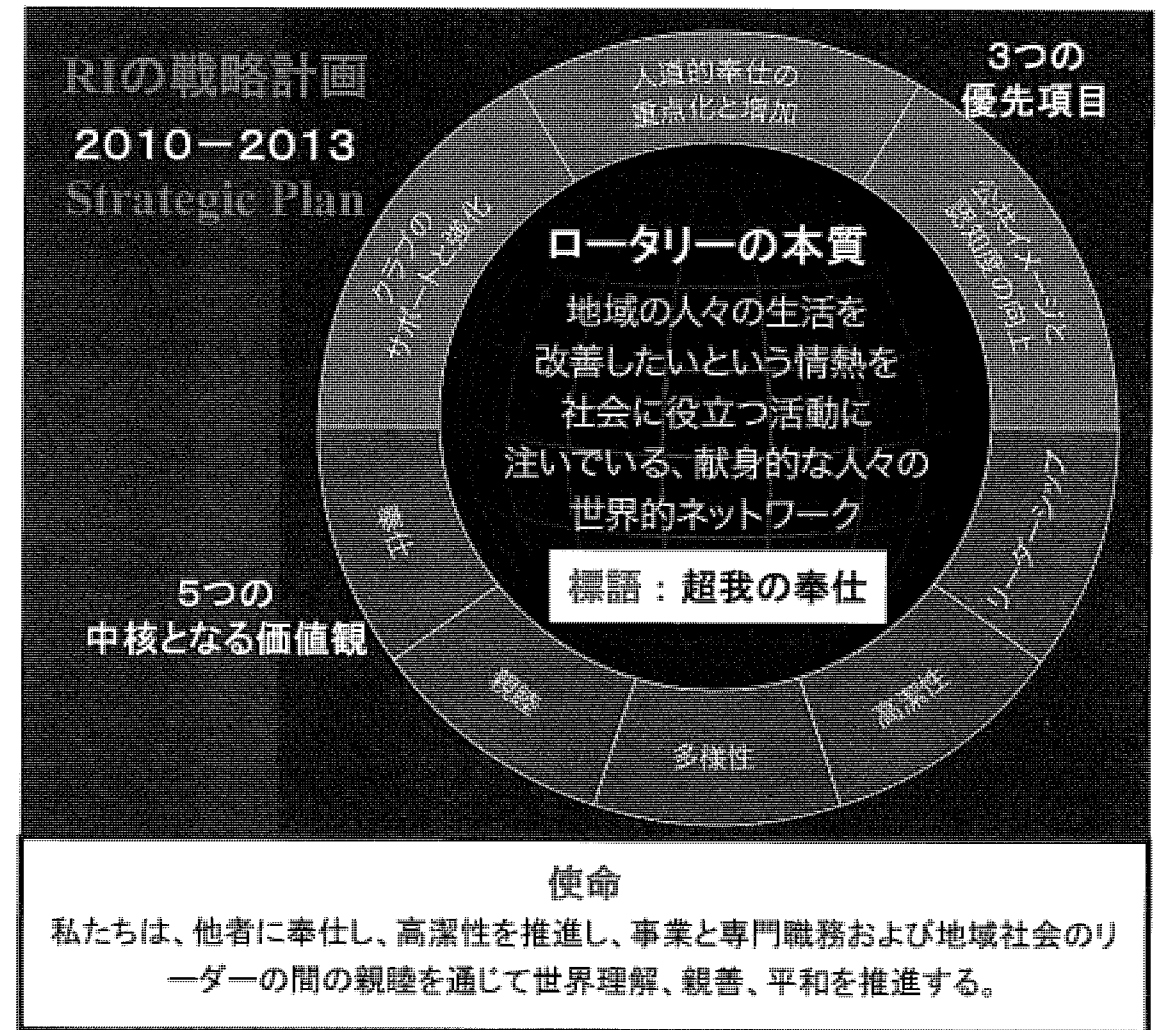 RIの戦略計画
2010－2013
Strategic Plan
3つの
優先項目
人道的奉仕の
重点化と増加
クラブの
サポートと強化
公共イメージと
認知度の向上
ロータリーの本質
地域の人々の生活を
改善したいという情熱を
社会に役立つ活動に
注いでいる、献身的な人々の
世界的ネットワーク
標語：超我の奉仕
5つの
中核となる価値観
奉仕
親睦
多様性
高潔性
リーダーシップ
使命
私たちは、他者に奉仕し、高潔性を推進し、事業と専門職務および地域社会のリ
ーダーの間の親睦を通じて世界理解、親善、平和を推進する。